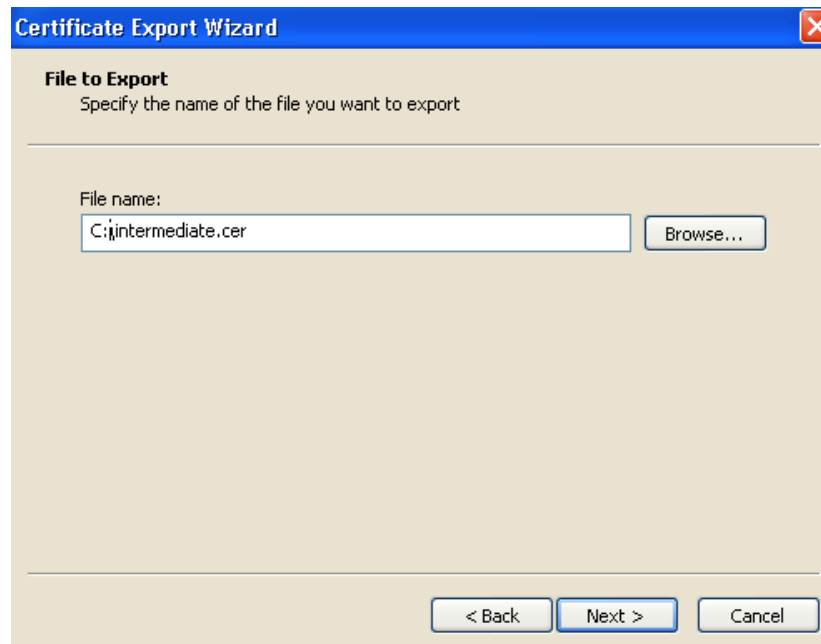 Certificate Export Wizard
File to Export
Specify the name of the file you want to export
File name:
C:\intermediate.cer
Browse...
< Back
Next >
Cancel